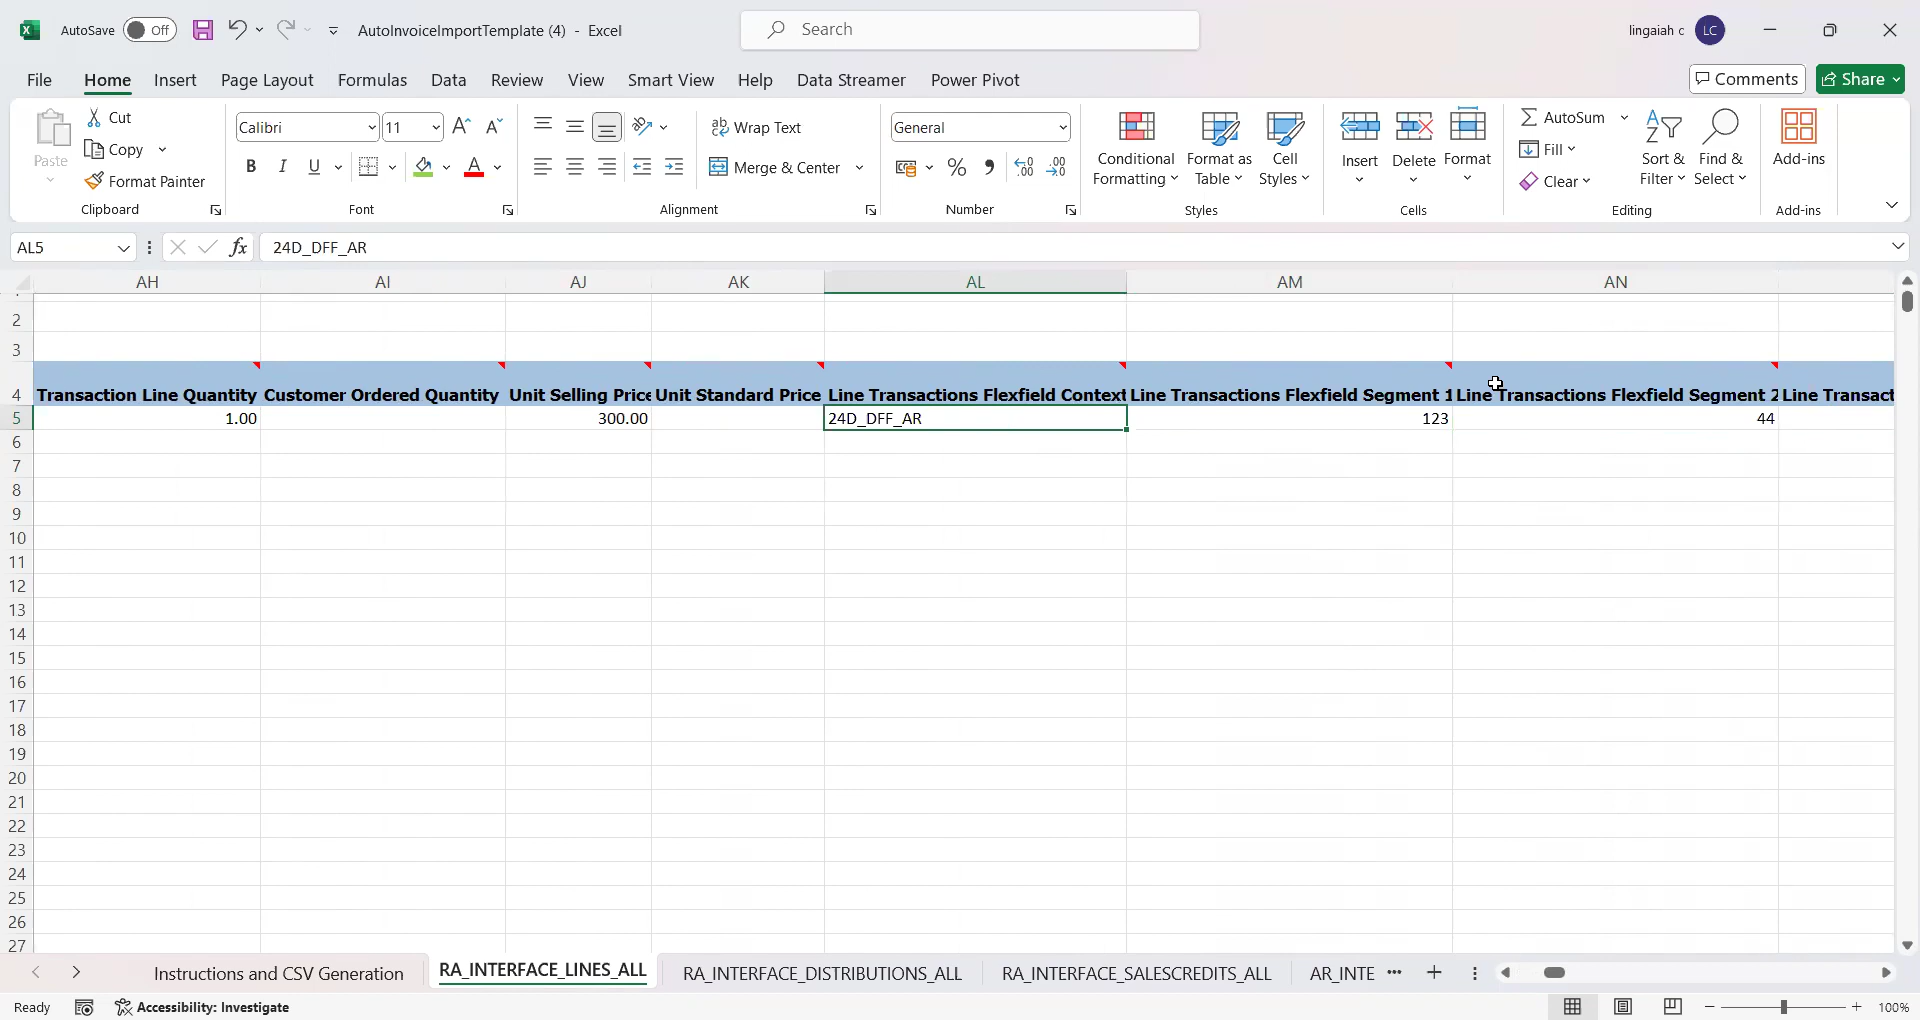 AutoSave Off AutoInvoiceImportTemplate (4) - Excel Search lingaiah c LC
File Home Insert Page Layout Formulas Data Review View Smart View Help Data Streamer Power Pivot Comments Share
Paste Cut Copy Format Painter Clipboard
Calibri 11 B I U A Font
ab Wrap Text Merge & Center Alignment
General % Number
Conditional Formatting Format as Table Cell Styles Styles
Insert Delete Format Cells
AutoSum Fill Clear Sort & Filter Find & Select Editing
Add-ins Add-ins
AL5 fx 24D_DFF_AR
AH AI AJ AK AL AM AN
2
3
4 Transaction Line Quantity Customer Ordered Quantity Unit Selling Price Unit Standard Price Line Transactions Flexfield Context Line Transactions Flexfield Segment 1 Line Transactions Flexfield Segment 2 Line Transact
5 1.00 300.00 24D_DFF_AR 123 44
6
7
8
9
10
11
12
13
14
15
16
17
18
19
20
21
22
23
24
25
26
27
Instructions and CSV Generation RA_INTERFACE_LINES_ALL RA_INTERFACE_DISTRIBUTIONS_ALL RA_INTERFACE_SALESCREDITS_ALL AR_INTE ...
Ready Accessibility: Investigate 100%